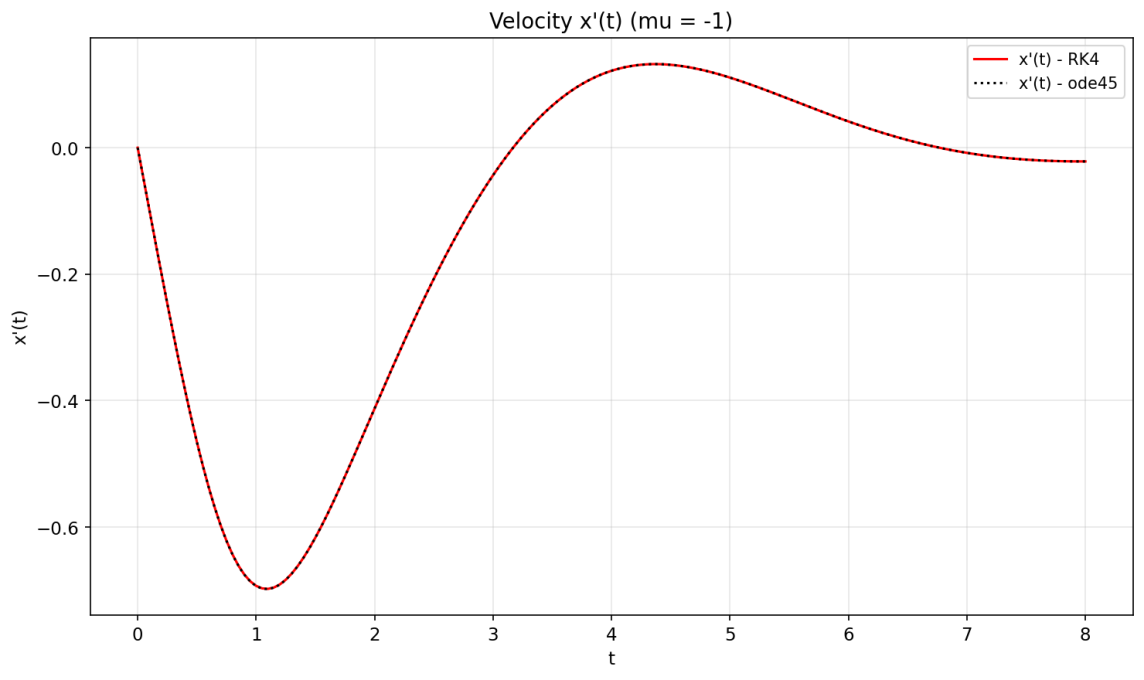 Velocity x'(t) (mu = -1)
x'(t) - RK4
x'(t) - ode45
0.0
−0.2
−0.4
−0.6
x'(t)
0 1 2 3 4 5 6 7 8
t